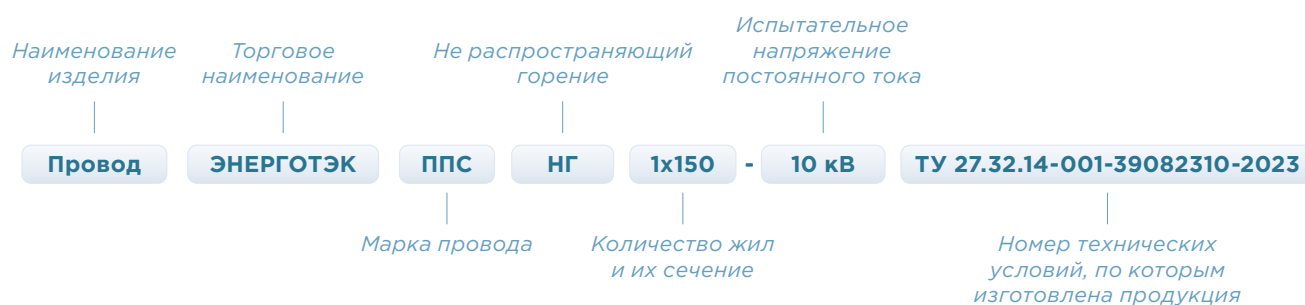 Наименование
изделия
Торговое
наименование
Не распространяющий
горение
Испытательное
напряжение
постоянного тока
Провод ЭНЕРГОТЭК ППС НГ 1х150 - 10 кВ ТУ 27.32.14-001-39082310-2023
Марка провода
Количество жил
и их сечение
Номер технических
условий, по которым
изготовлена продукция